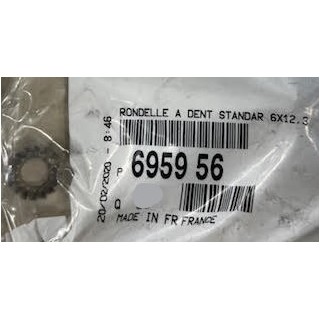 RONDELLE A DENT STANDAR 6X12.3
P 6959 56
Q
MADE IN FR FRANCE
20/02/2020 - 8:46